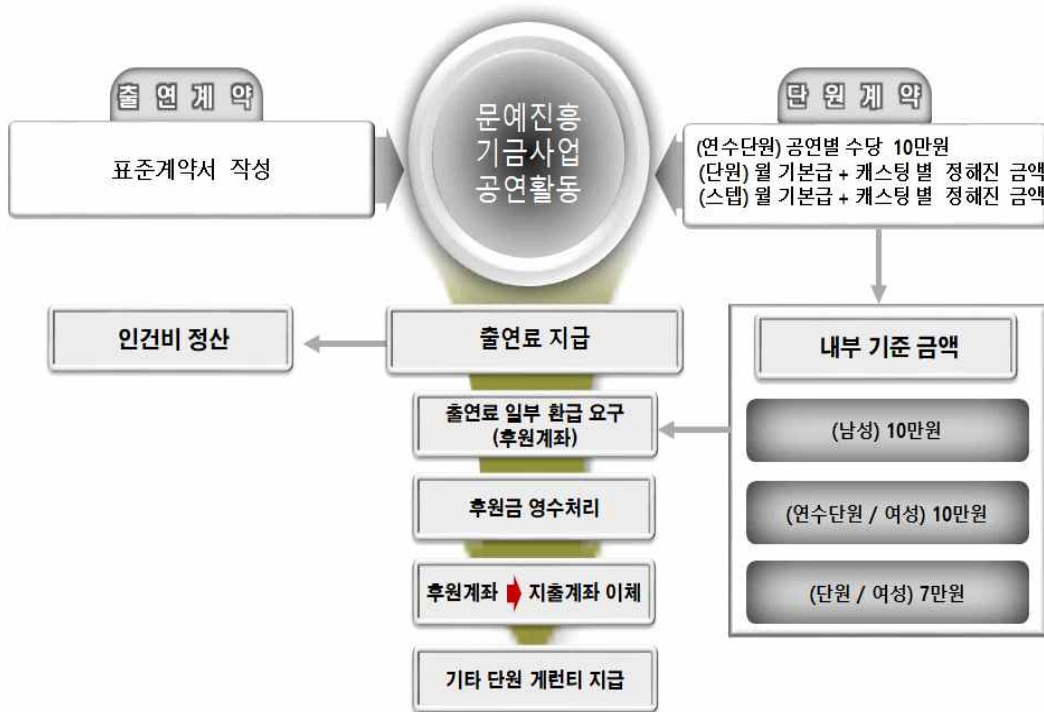 출연계약
표준계약서 작성
문예진흥
기금사업
공연활동
단원계약
(연수단원) 공연별 수당 10만원
(단원) 월 기본급 + 캐스팅 별 정해진 금액
(스텝) 월 기본급 + 캐스팅 별 정해진 금액
인건비 정산
출연료 지급
출연료 일부 환급 요구
(후원계좌)
후원금 영수처리
후원계좌 지출계좌 이체
기타 단원 게런티 지급
내부 기준 금액
(남성) 10만원
(연수단원 / 여성) 10만원
(단원 / 여성) 7만원